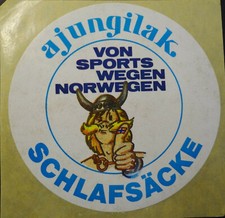 ajungilak
VON
SPORTS
WEGEN
NORWEGEN
SCHLAFSÄCKE